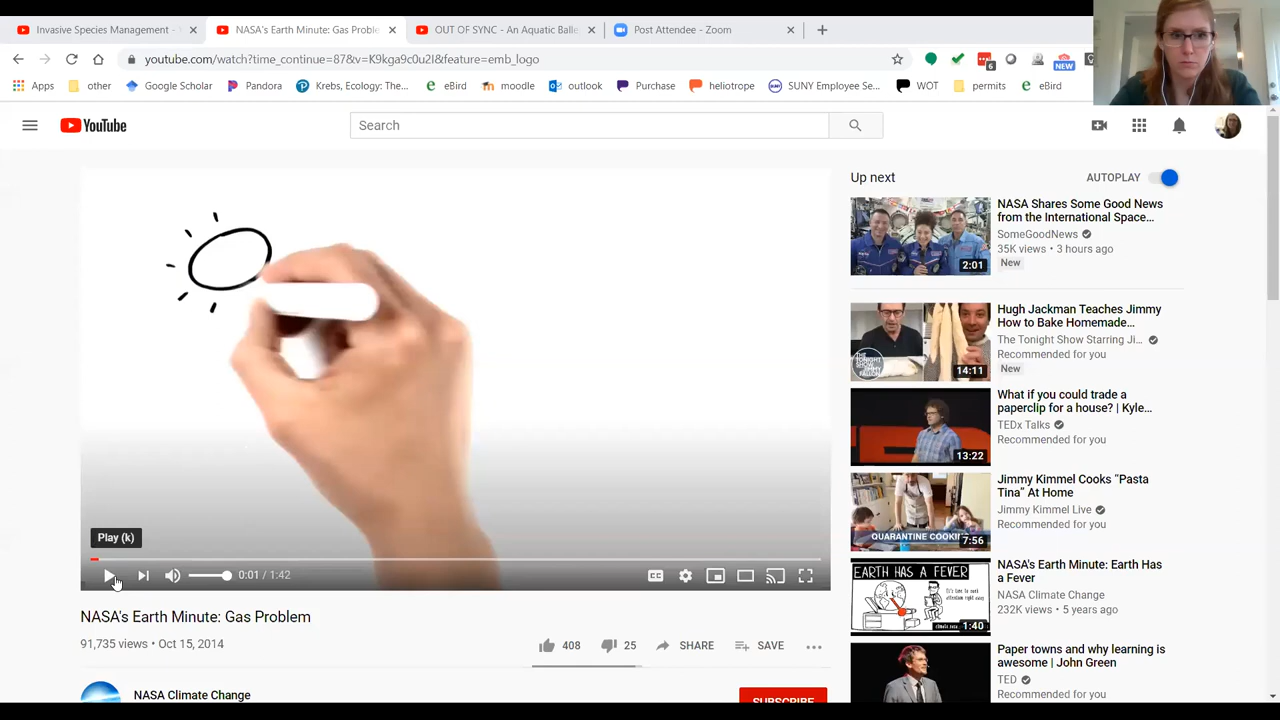 Invasive Species Management -
NASA's Earth Minute: Gas Proble
OUT OF SYNC - An Aquatic Balle
Post Attendee - Zoom
youtube.com/watch?time_continue=87&v=K9kga9c0u2I&feature=emb_logo
6
NEW
Apps
other
Google Scholar
Pandora
Krebs, Ecology: The...
eBird
moodle
outlook
Purchase
heliotrope
SUNY Employee Se...
WOT
permits
eBird
YouTube
Search
Up next
AUTOPLAY
2:01
NASA Shares Some Good News
from the International Space...
SomeGoodNews
35K views • 3 hours ago
New
THE TONIGHT SHOW STARRING JIMMY FALLON
14:11
Hugh Jackman Teaches Jimmy
How to Bake Homemade...
The Tonight Show Starring Ji...
Recommended for you
New
13:22
What if you could trade a
paperclip for a house? | Kyle...
TEDx Talks
Recommended for you
QUARANTINE COOKI
7:56
Jimmy Kimmel Cooks "Pasta
Tina" At Home
Jimmy Kimmel Live
Recommended for you
EARTH HAS A FEVER
1:40
NASA's Earth Minute: Earth Has
a Fever
NASA Climate Change
232K views • 5 years ago
Paper towns and why learning is
awesome | John Green
TED
Recommended for you
Play (k)
0:01 / 1:42
CC
NASA's Earth Minute: Gas Problem
91,735 views • Oct 15, 2014
408
25
SHARE
SAVE
NASA Climate Change
SUBSCRIBE